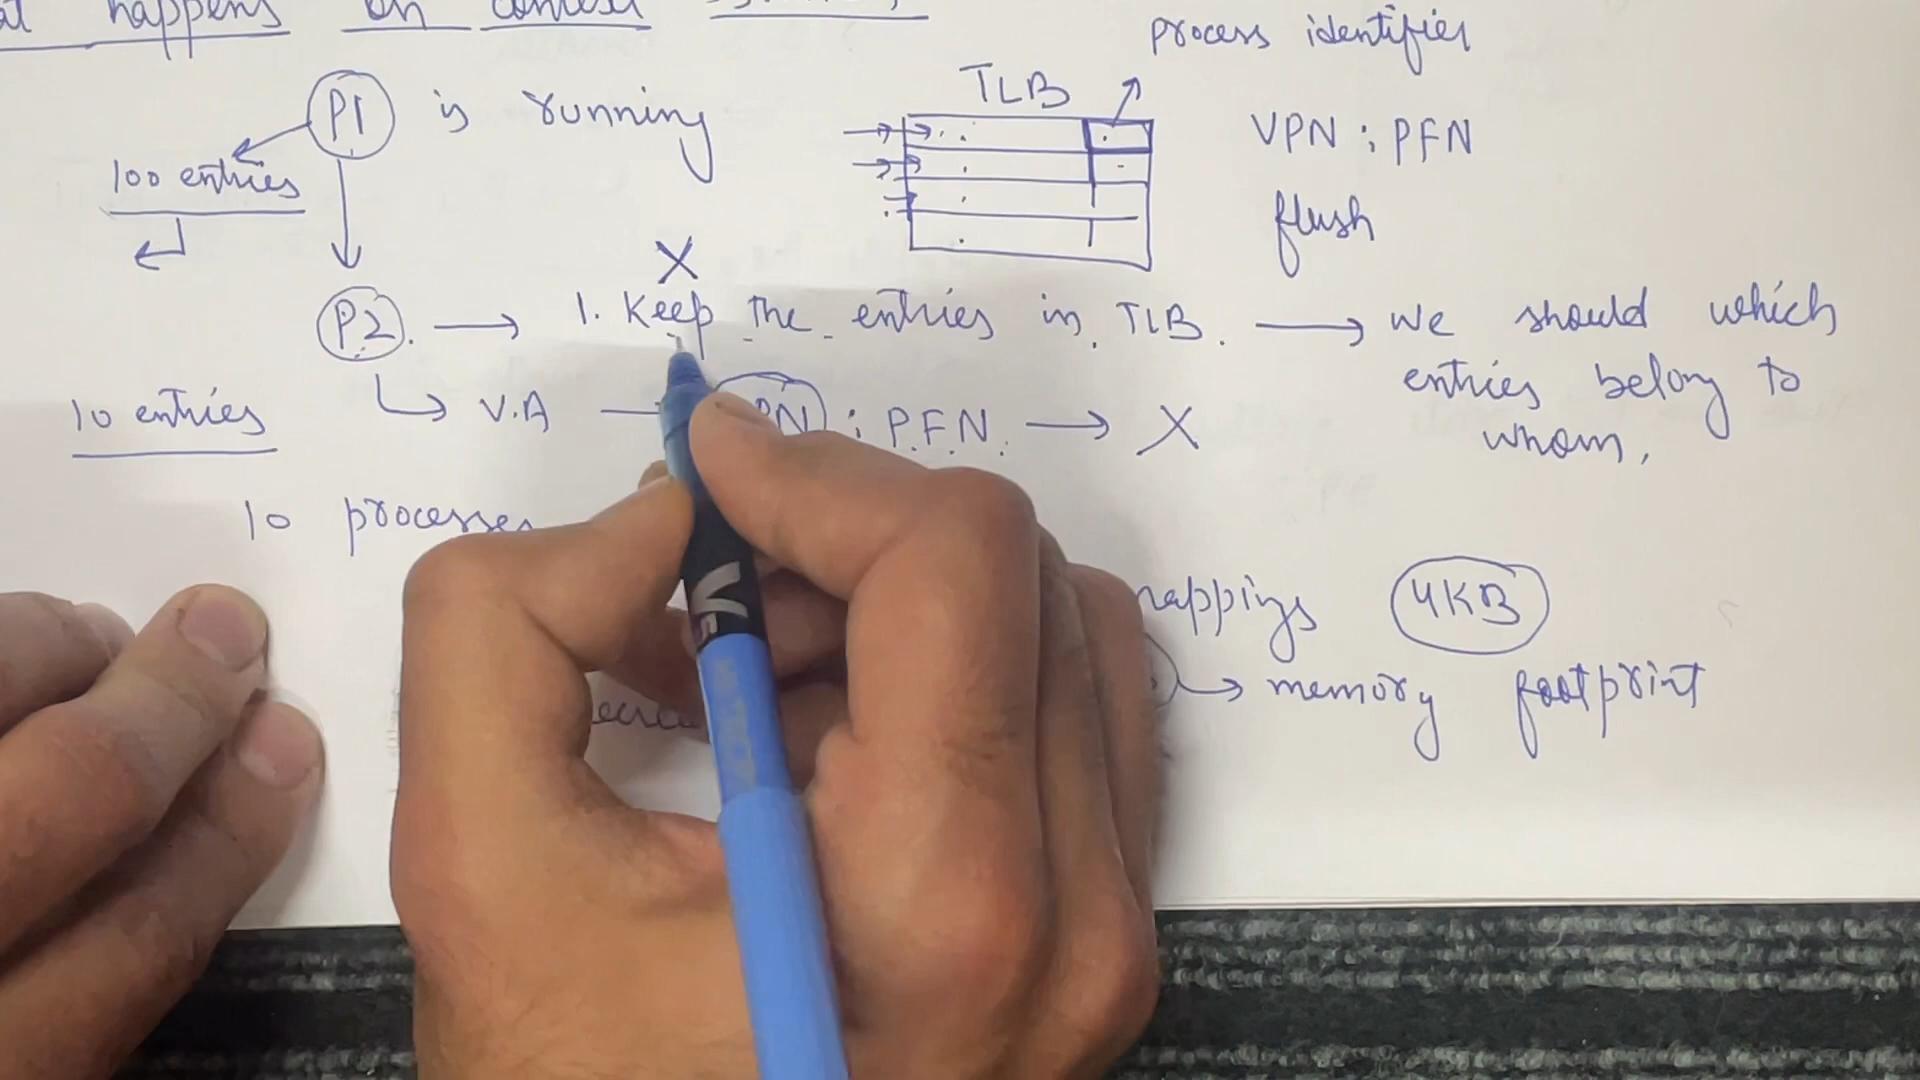 happens on context
process identifier
P1 is running
TLB
VPN : PFN
100 entries
flush
X
P2 → 1. Keep the entries in TLB. → we should which
entries belong to
whom,
10 entries
→ V.A → PN : P.F.N. → X
10 processes
mappings 4KB
→ memory footprint